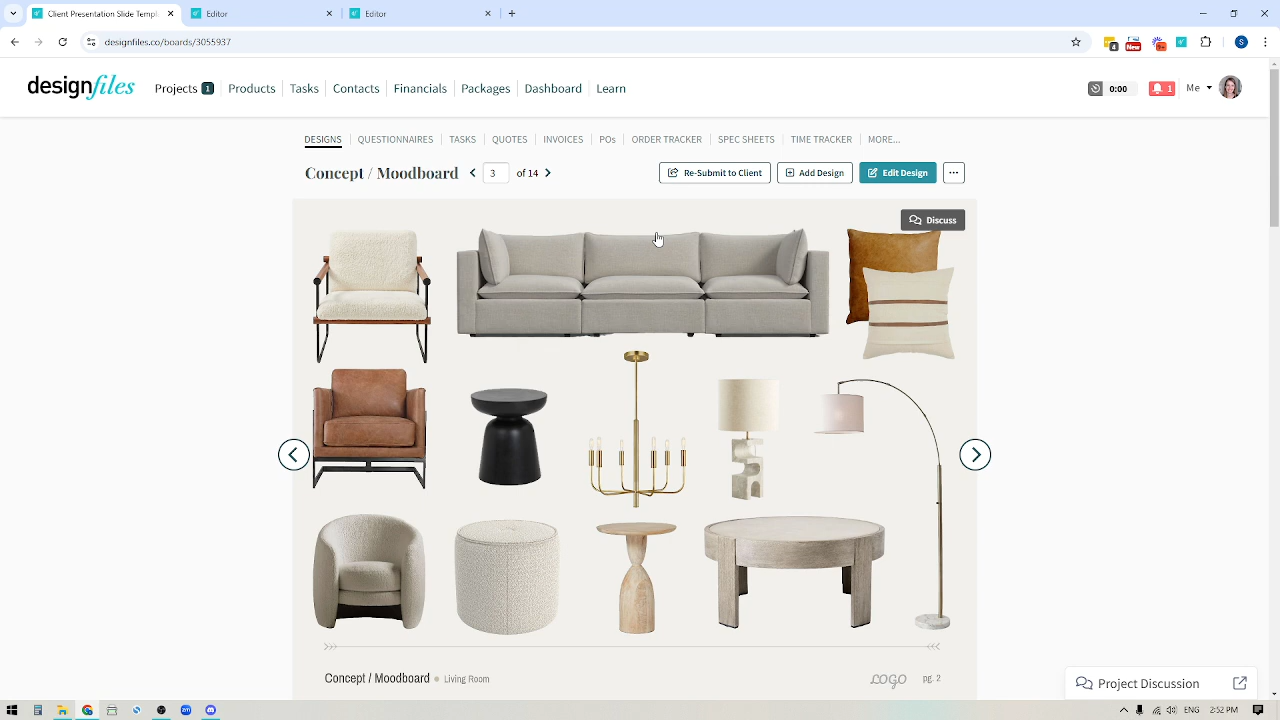 Client Presentation Slide Templ
Editor
Editor
designfiles.co/boards/3055937
4
New
9+
S
designfiles
Projects 1
Products
Tasks
Contacts
Financials
Packages
Dashboard
Learn
0:00
1
Me
DESIGNS
QUESTIONNAIRES
TASKS
QUOTES
INVOICES
POs
ORDER TRACKER
SPEC SHEETS
TIME TRACKER
MORE...
Concept / Moodboard
3
of 14
Re-Submit to Client
Add Design
Edit Design
Discuss
Concept / Moodboard
Living Room
LOGO
pg. 2
Project Discussion
ENG
2:52 PM